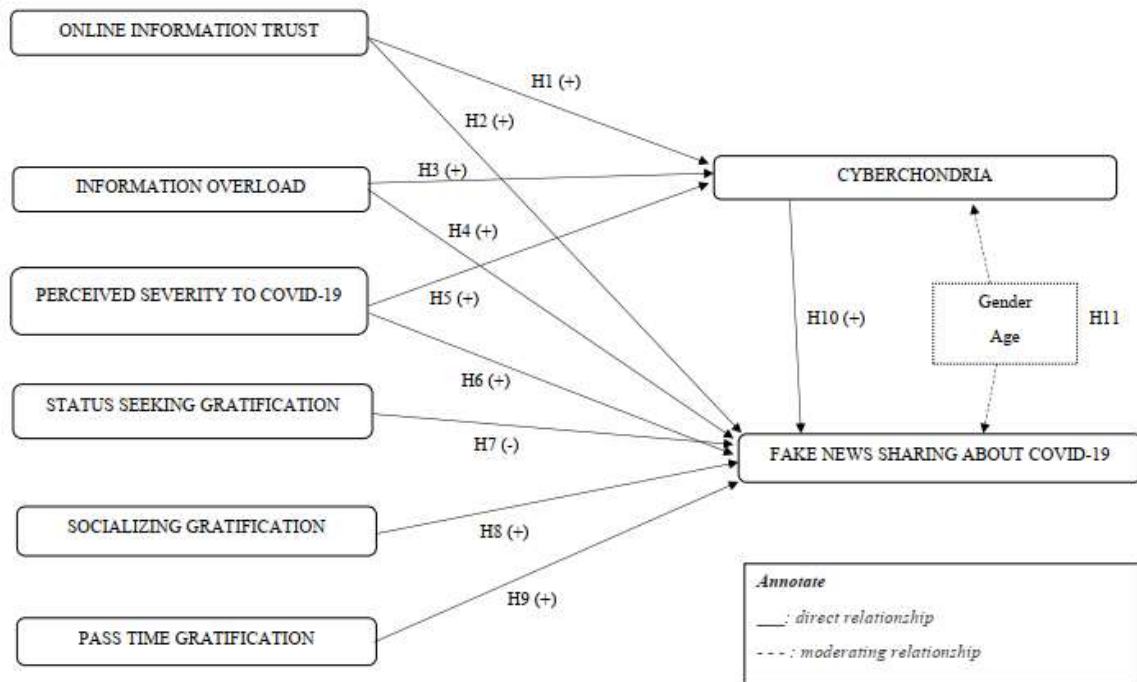 ONLINE INFORMATION TRUST
H1 (+)
H2 (+)
H3 (+)
INFORMATION OVERLOAD
CYBERCHONDRIA
H4 (+)
PERCEIVED SEVERITY TO COVID-19
H5 (+)
Gender
Age
H10 (+)
H11
H6 (+)
STATUS SEEKING GRATIFICATION
H7 (-)
FAKE NEWS SHARING ABOUT COVID-19
SOCIALIZING GRATIFICATION
H8 (+)
H9 (+)
PASS TIME GRATIFICATION
Annotate
___: direct relationship
- - - : moderating relationship